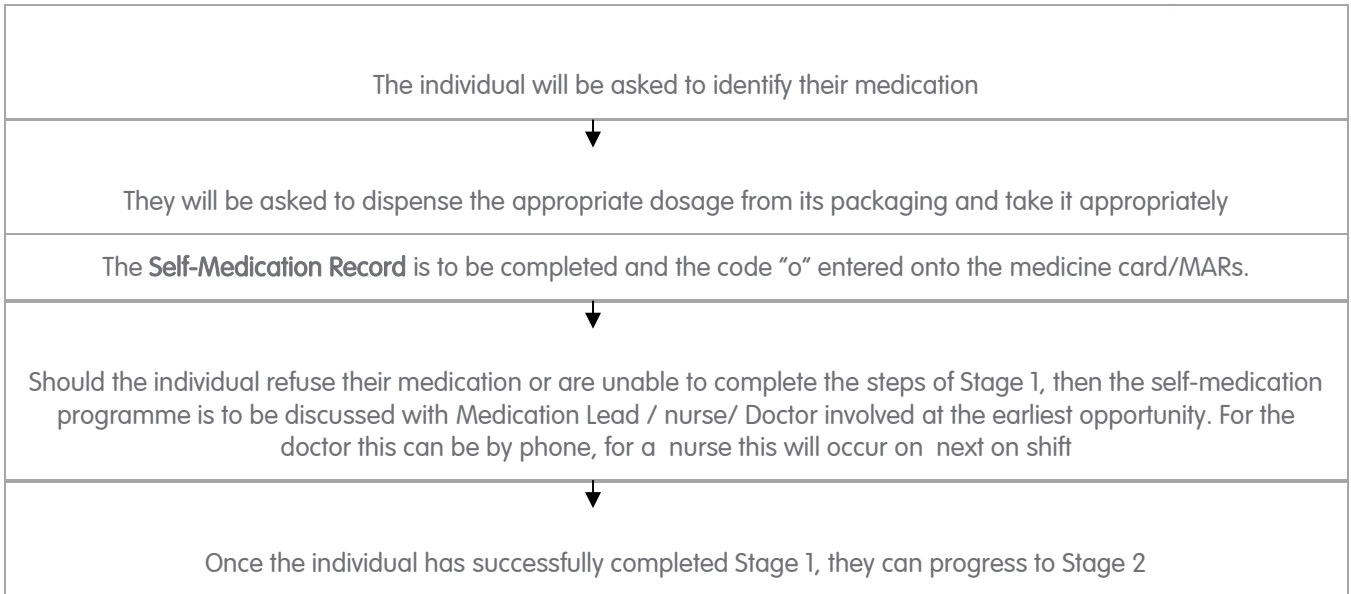 The individual will be asked to identify their medication
They will be asked to dispense the appropriate dosage from its packaging and take it appropriately
The Self-Medication Record is to be completed and the code "o" entered onto the medicine card/MARs.
Should the individual refuse their medication or are unable to complete the steps of Stage 1, then the self-medication
programme is to be discussed with Medication Lead / nurse/ Doctor involved at the earliest opportunity. For the
doctor this can be by phone, for a  nurse this will occur on  next on shift
Once the individual has successfully completed Stage 1, they can progress to Stage 2